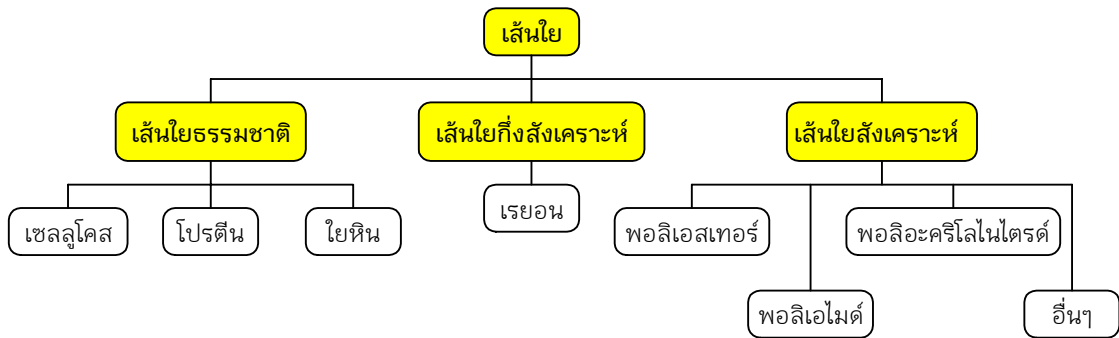 เส้นใย
เส้นใยธรรมชาติ
เส้นใยกึ่งสังเคราะห์
เส้นใยสังเคราะห์
เซลลูโคส
โปรตีน
ใยหิน
เรยอน
พอลิเอสเทอร์
พอลิอะคริโลไนไตรด์
พอลิเอไมด์
อื่นๆ